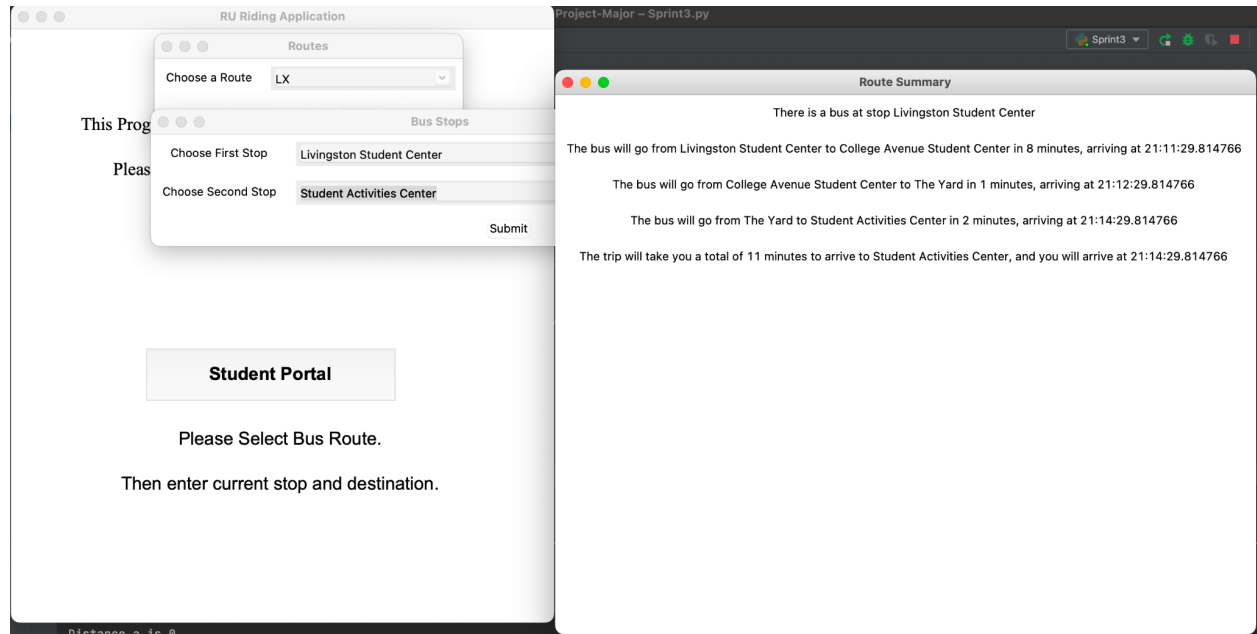 RU Riding Application
Project-Major – Sprint3.py
Sprint3
Routes
Choose a Route
LX
This Prog
Pleas
Bus Stops
Choose First Stop
Livingston Student Center
Choose Second Stop
Student Activities Center
Submit
Student Portal
Please Select Bus Route.
Then enter current stop and destination.
Route Summary
There is a bus at stop Livingston Student Center
The bus will go from Livingston Student Center to College Avenue Student Center in 8 minutes, arriving at 21:11:29.814766
The bus will go from College Avenue Student Center to The Yard in 1 minutes, arriving at 21:12:29.814766
The bus will go from The Yard to Student Activities Center in 2 minutes, arriving at 21:14:29.814766
The trip will take you a total of 11 minutes to arrive to Student Activities Center, and you will arrive at 21:14:29.814766
Distance a is 0